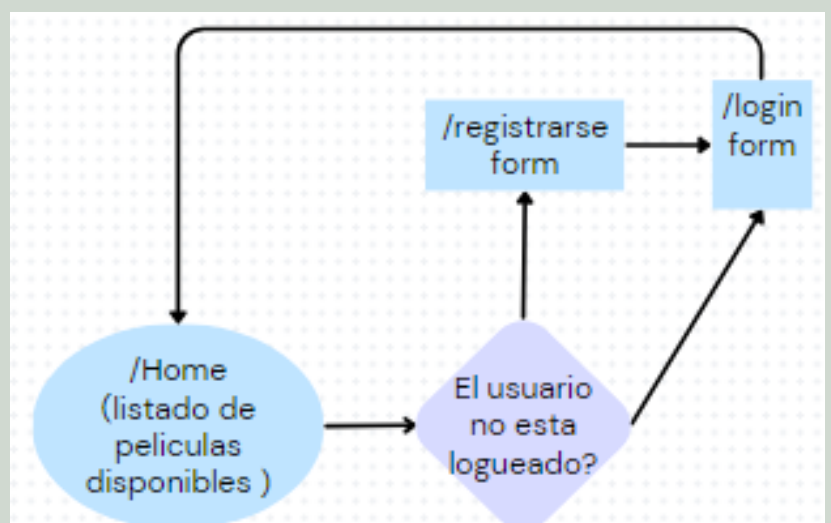 /registrarse
form
/login
form
/Home
(listado de
peliculas
disponibles )
El usuario
no esta
logueado?